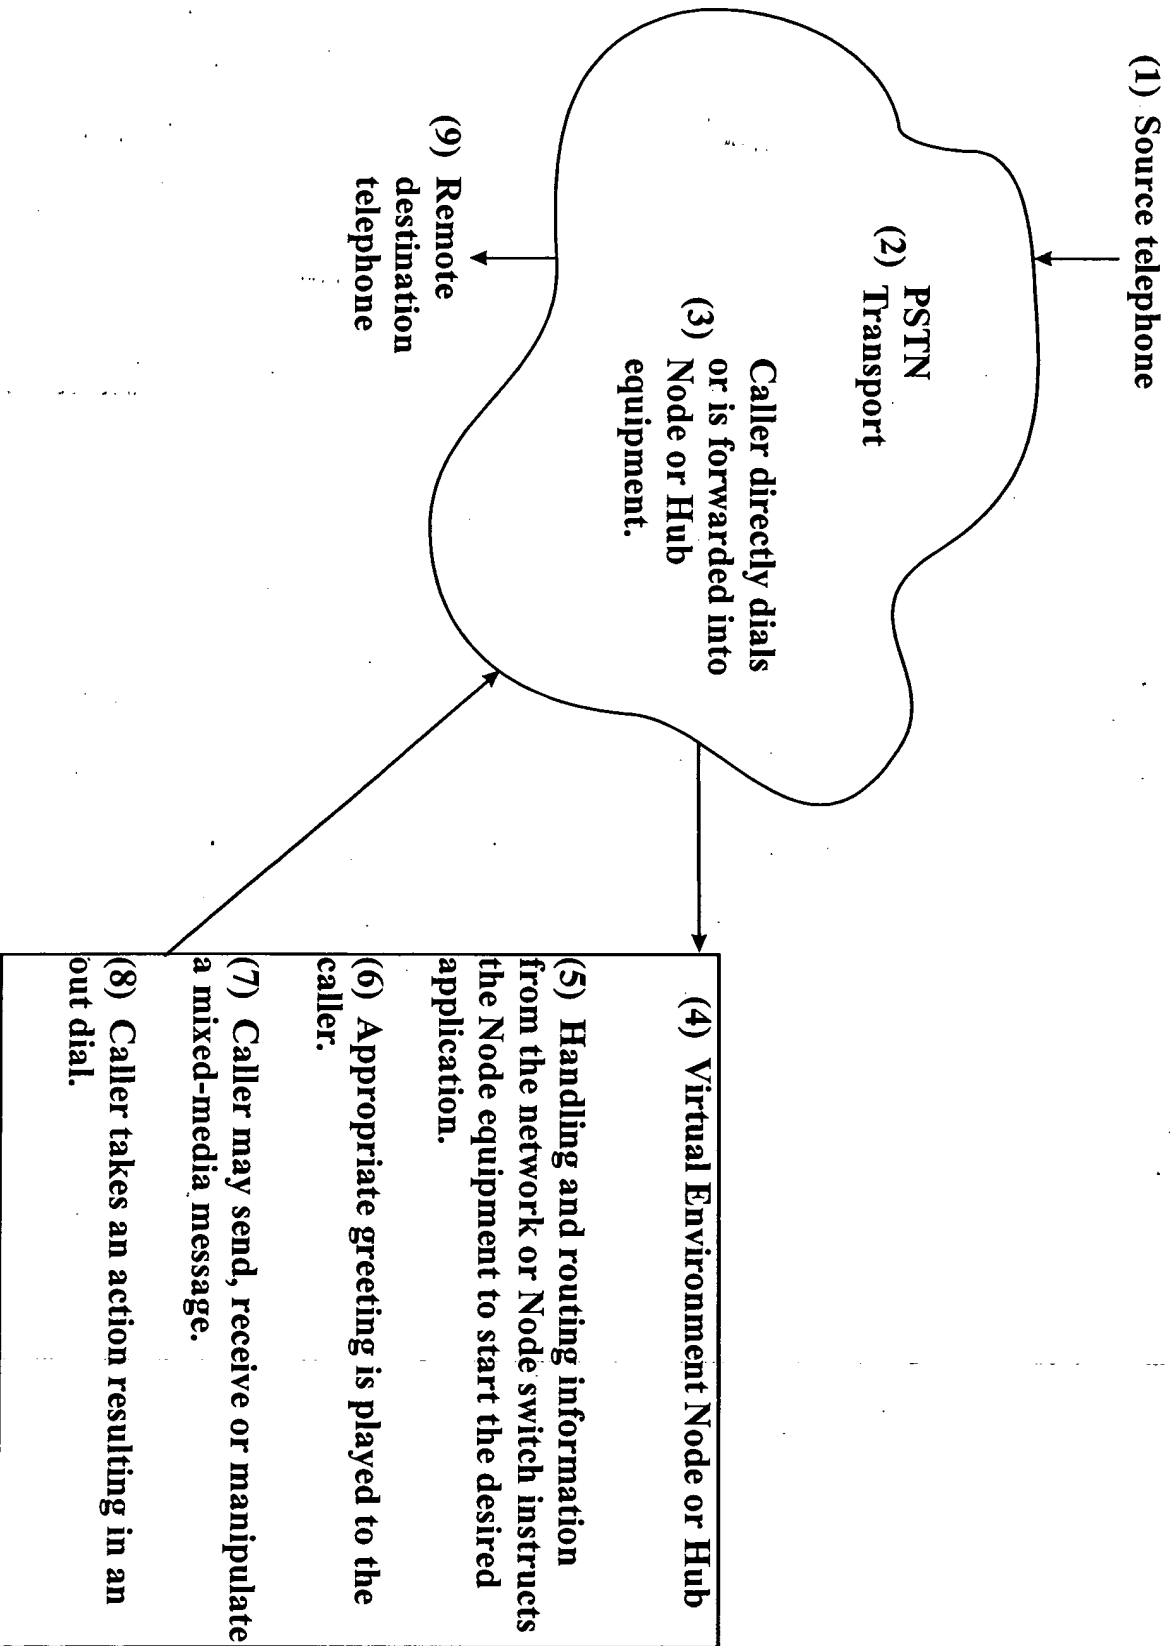 (1) Source telephone
(2) PSTN
Transport
Caller directly dials
(3) or is forwarded into
Node or Hub
equipment.
(9) Remote
destination
telephone
(4) Virtual Environment Node or Hub
(5) Handling and routing information
from the network or Node switch instructs
the Node equipment to start the desired
application.
(6) Appropriate greeting is played to the
caller.
(7) Caller may send, receive or manipulate
a mixed-media message.
(8) Caller takes an action resulting in an
out dial.